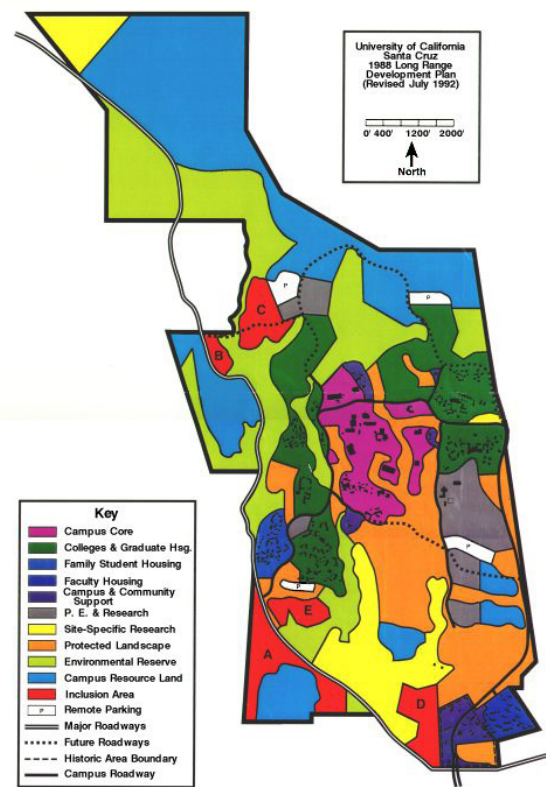 University of California
Santa Cruz
1988 Long Range
Development Plan
(Revised July 1992)
0' 400' 1200' 2000'
North
P
C
P
B
P
P
E
A
D
Key
Campus Core
Colleges & Graduate Hsg.
Family Student Housing
Faculty Housing
Campus & Community
Support
P. E. & Research
Site-Specific Research
Protected Landscape
Environmental Reserve
Campus Resource Land
Inclusion Area
P Remote Parking
Major Roadways
Future Roadways
Historic Area Boundary
Campus Roadway